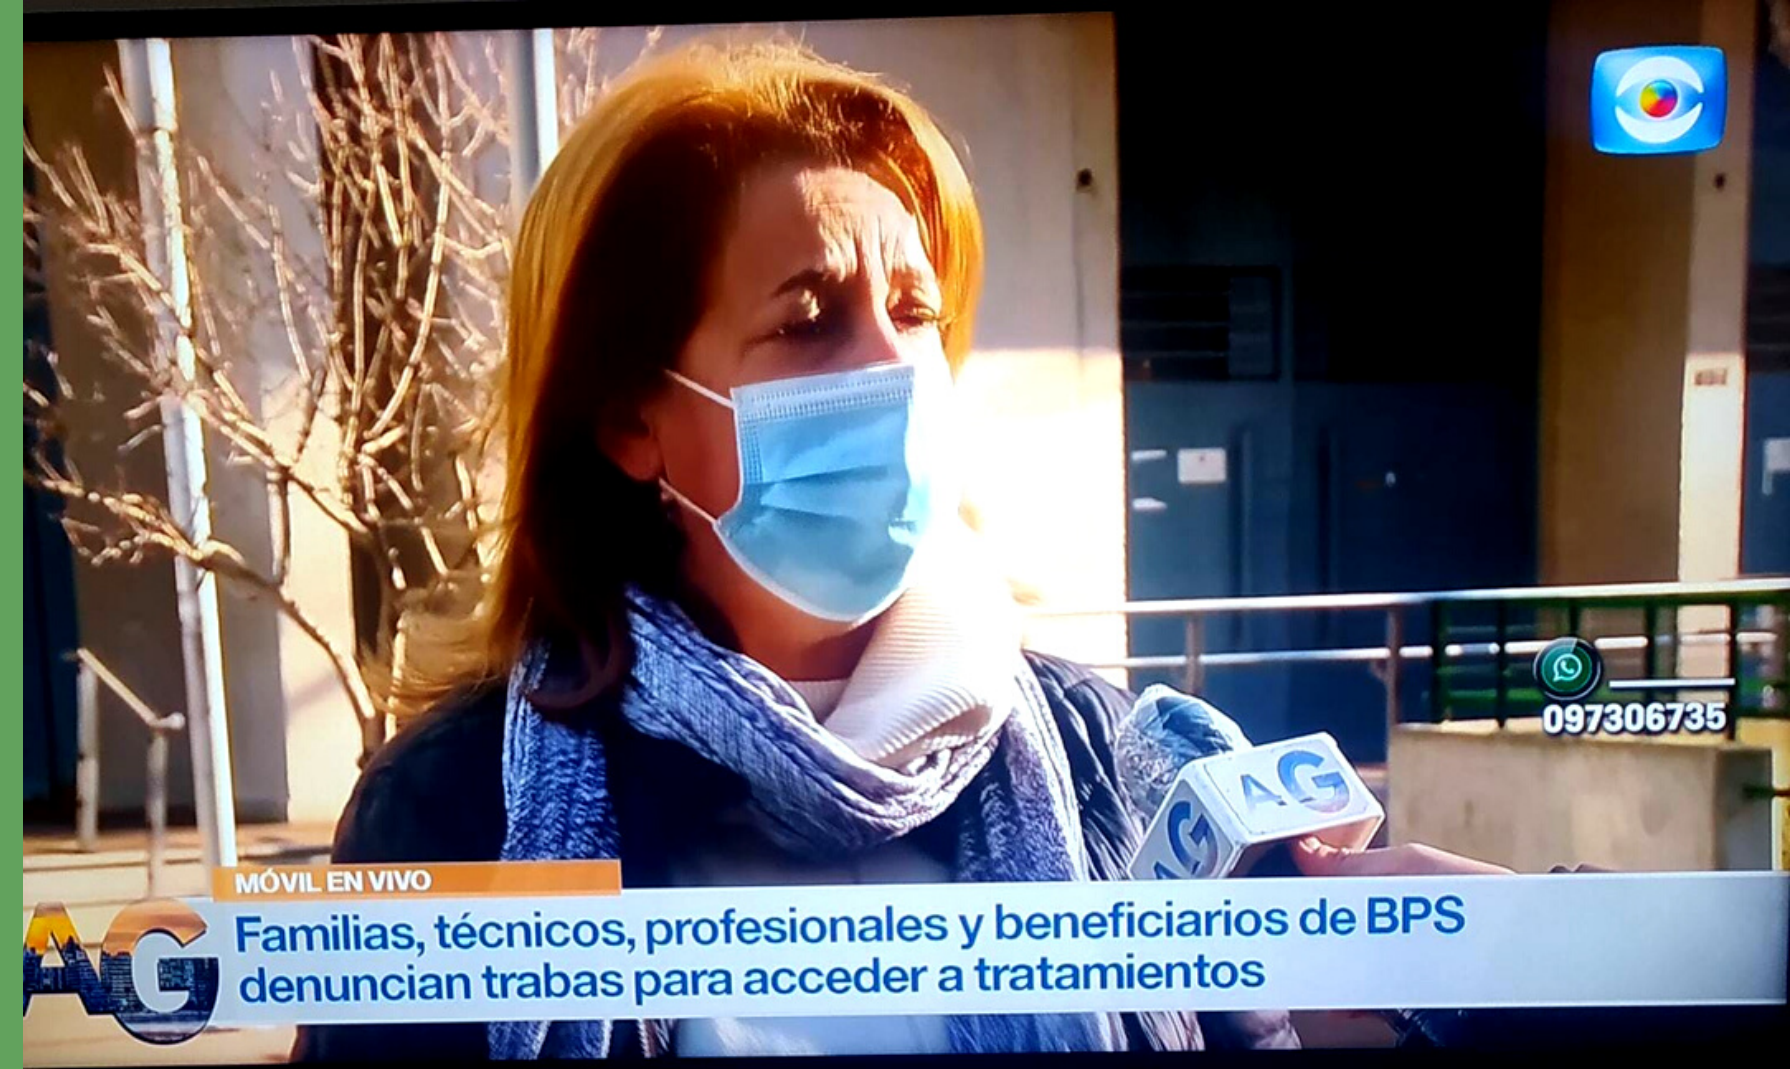 097306735
AG
AG
MÓVIL EN VIVO
AG
Familias, técnicos, profesionales y beneficiarios de BPS
denuncian trabas para acceder a tratamientos